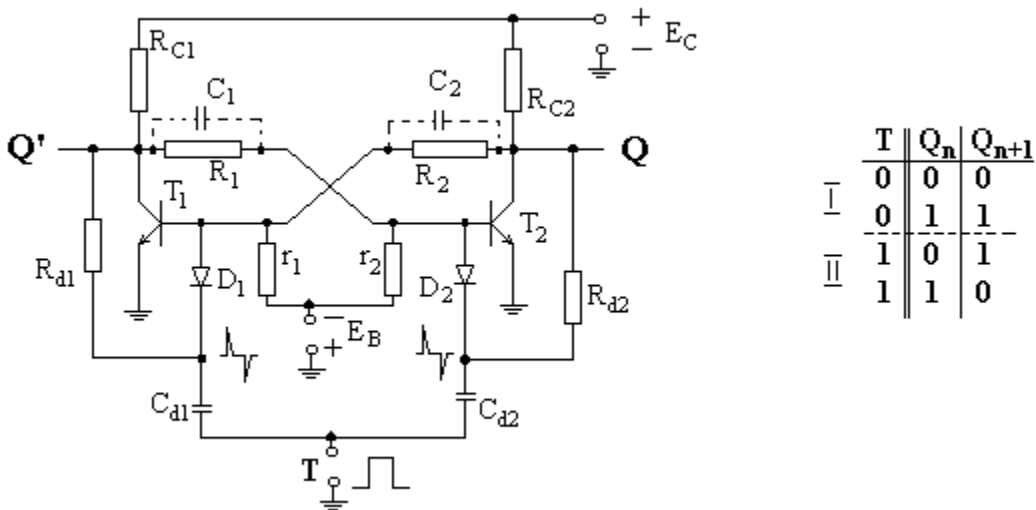 +
E_C
−
R_C1
C_1
C_2
R_C2
Q'
R_1
R_2
Q
T_1
T_2
R_d1
D_1
r_1
r_2
D_2
R_d2
−
E_B
+
C_d1
C_d2
T
T Q_n Q_n+1
I 0 0 0
0 1 1
II 1 0 1
1 1 0